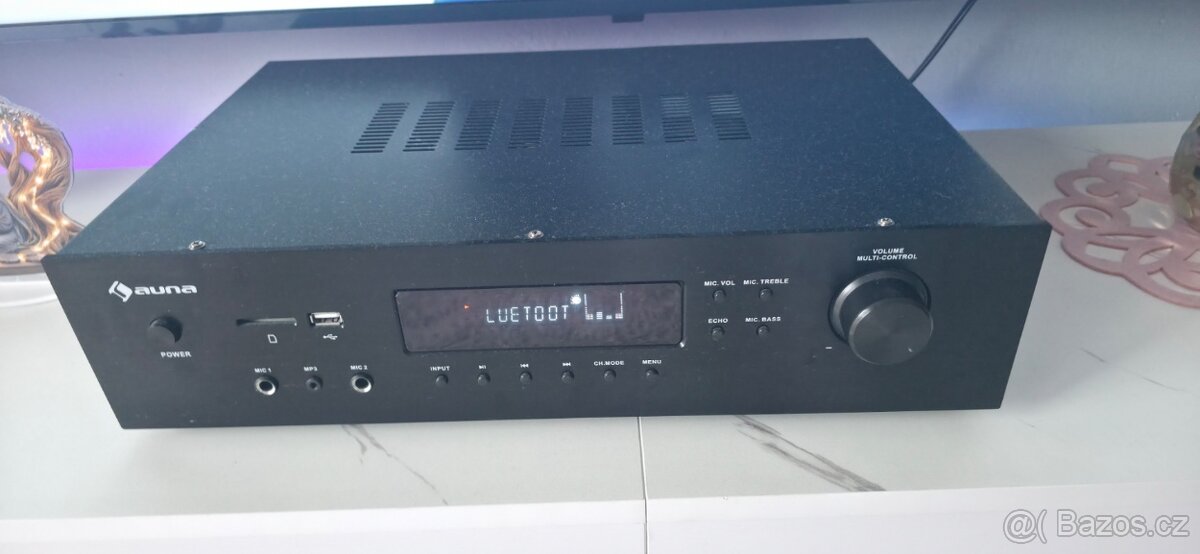 VOLUME
MULTI-CONTROL
auna
MIC. VOL MIC. TREBLE
LUETOOT
ECHO MIC. BASS
POWER
MIC 1 MP3 MIC 2
INPUT CH.MODE MENU
@( Bazos.cz